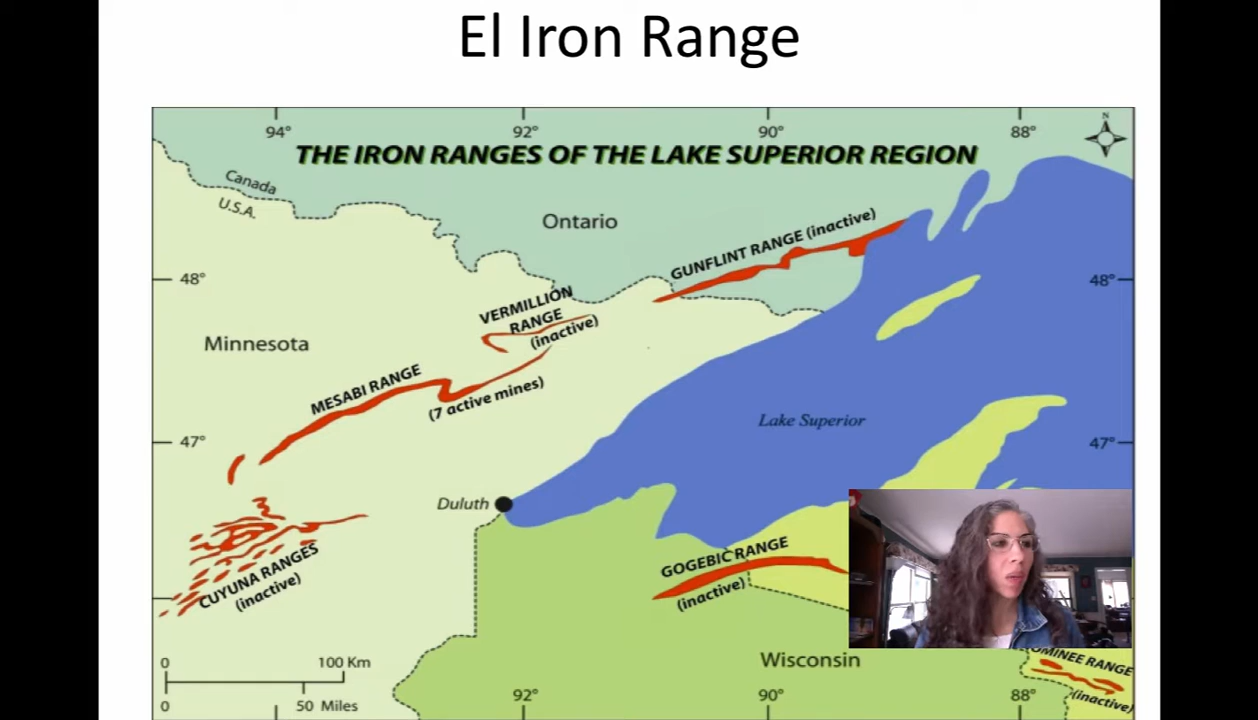 El Iron Range
94°
92°
90°
88°
N
THE IRON RANGES OF THE LAKE SUPERIOR REGION
Canada
U.S.A.
Ontario
GUNFLINT RANGE (inactive)
48°
48°
VERMILLION
RANGE
(inactive)
Minnesota
MESABI RANGE
(7 active mines)
Lake Superior
47°
47°
Duluth
GOGEBIC RANGE
(inactive)
CUYUNA RANGES
(inactive)
Wisconsin
OMINEE RANGE
(inactive)
0
100 Km
0
50 Miles
92°
90°
88°